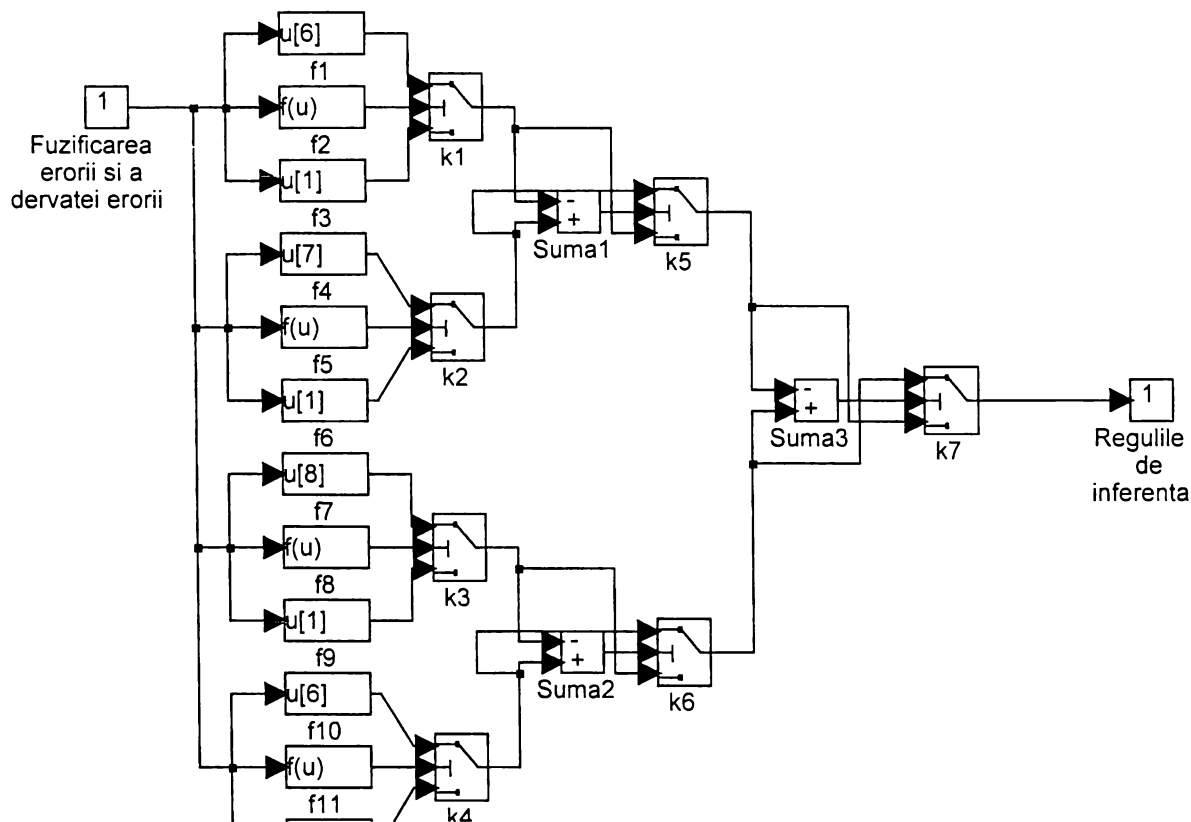 u[6]
f1
1
Fuzificarea
erorii si a
dervatei erorii
f(u)
f2
u[1]
f3
k1
u[7]
f4
f(u)
f5
u[1]
f6
k2
-
+
Suma1
k5
u[8]
f7
f(u)
f8
u[1]
f9
k3
u[6]
f10
f(u)
f11
k4
-
+
Suma2
k6
-
+
Suma3
k7
1
Regulile
de
inferenta